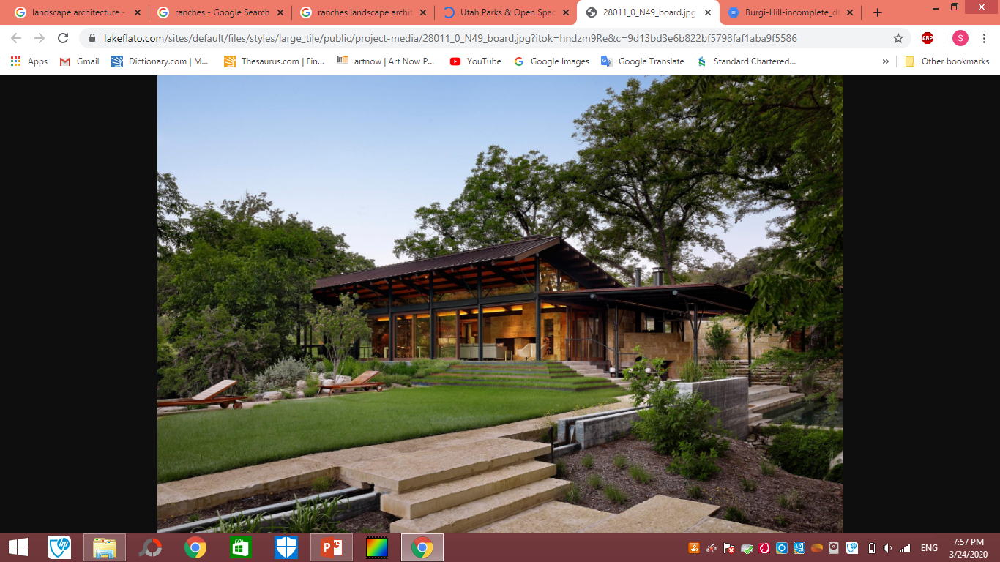 landscape architecture -
ranches - Google Search
ranches landscape archit
Utah Parks & Open Spac
28011_0_N49_board.jpg
Burgi-Hill-incomplete_df
lakeflato.com/sites/default/files/styles/large_tile/public/project-media/28011_0_N49_board.jpg?itok=hndzm9Re&c=9d13bd3e6b822bf5798faf1aba9f5586
ABP
S
Apps
Gmail
Dictionary.com | M...
Thesaurus.com | Fin...
artnow | Art Now P...
YouTube
Google Images
Google Translate
Standard Chartered...
»
Other bookmarks
ENG
7:57 PM
3/24/2020